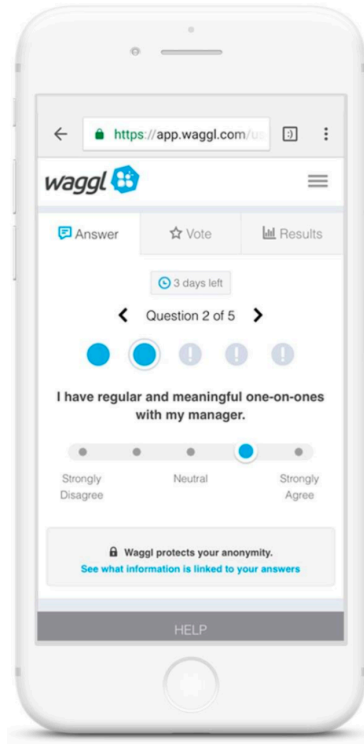 https://app.waggl.com/us
:)
waggl
Answer
Vote
Results
3 days left
Question 2 of 5
I have regular and meaningful one-on-ones
with my manager.
Strongly
Disagree
Neutral
Strongly
Agree
Waggl protects your anonymity.
See what information is linked to your answers
HELP